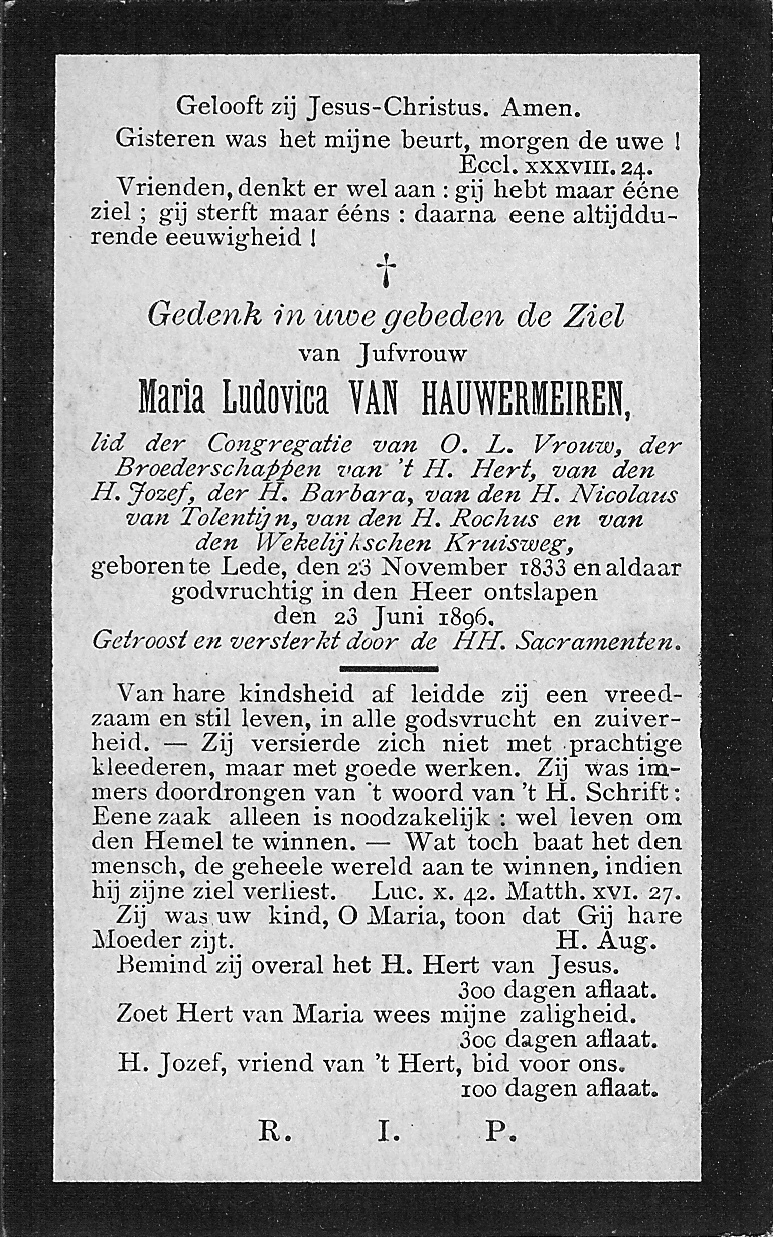 Gelooft zij Jesus-Christus. Amen.
Gisteren was het mijne beurt, morgen de uwe !
Eccl. XXXVIII. 24.
Vrienden, denkt er wel aan : gij hebt maar ééne
ziel ; gij sterft maar ééns : daarna eene altijddu-
rende eeuwigheid !
†
Gedenk in uwe gebeden de Ziel
van Jufvrouw
Maria Ludovica VAN HAUWERMEIREN,
lid der Congregatie van O. L. Vrouw, der
Broederschappen van 't H. Hert, van den
H. Jozef, der H. Barbara, van den H. Nicolaus
van Tolentijn, van den H. Rochus en van
den Wekelijkschen Kruisweg,
geboren te Lede, den 23 November 1833 en aldaar
godvruchtig in den Heer ontslapen
den 23 Juni 1896.
Getroost en versterkt door de HH. Sacramenten.
Van hare kindsheid af leidde zij een vreed-
zaam en stil leven, in alle godsvrucht en zuiver-
heid. — Zij versierde zich niet met prachtige
kleederen, maar met goede werken. Zij was im-
mers doordrongen van 't woord van 't H. Schrift :
Eene zaak alleen is noodzakelijk : wel leven om
den Hemel te winnen. — Wat toch baat het den
mensch, de geheele wereld aan te winnen, indien
hij zijne ziel verliest. Luc. X. 42. Matth. XVI. 27.
Zij was uw kind, O Maria, toon dat Gij hare
Moeder zijt. H. Aug.
Bemind zij overal het H. Hert van Jesus.
300 dagen aflaat.
Zoet Hert van Maria wees mijne zaligheid.
300 dagen aflaat.
H. Jozef, vriend van 't Hert, bid voor ons.
100 dagen aflaat.
R. I. P.